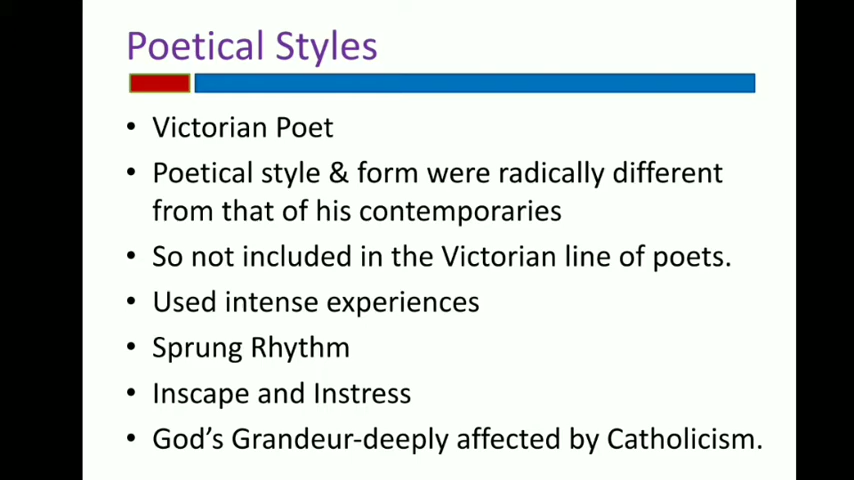 Poetical Styles
• Victorian Poet
• Poetical style & form were radically different
from that of his contemporaries
• So not included in the Victorian line of poets.
• Used intense experiences
• Sprung Rhythm
• Inscape and Instress
• God’s Grandeur-deeply affected by Catholicism.